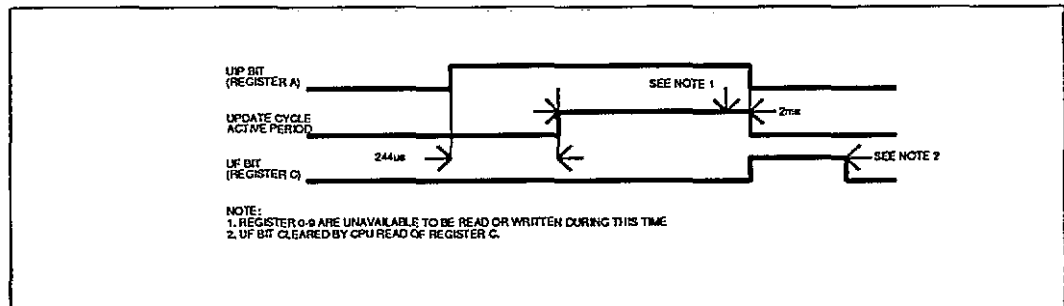 UIP BIT
(REGISTER A)
SEE NOTE 1
2ms
UPDATE CYCLE
ACTIVE PERIOD
244us
UF BIT
(REGISTER C)
SEE NOTE 2
NOTE:
1. REGISTER 0-9 ARE UNAVAILABLE TO BE READ OR WRITTEN DURING THIS TIME
2. UF BIT CLEARED BY CPU READ OF REGISTER C.